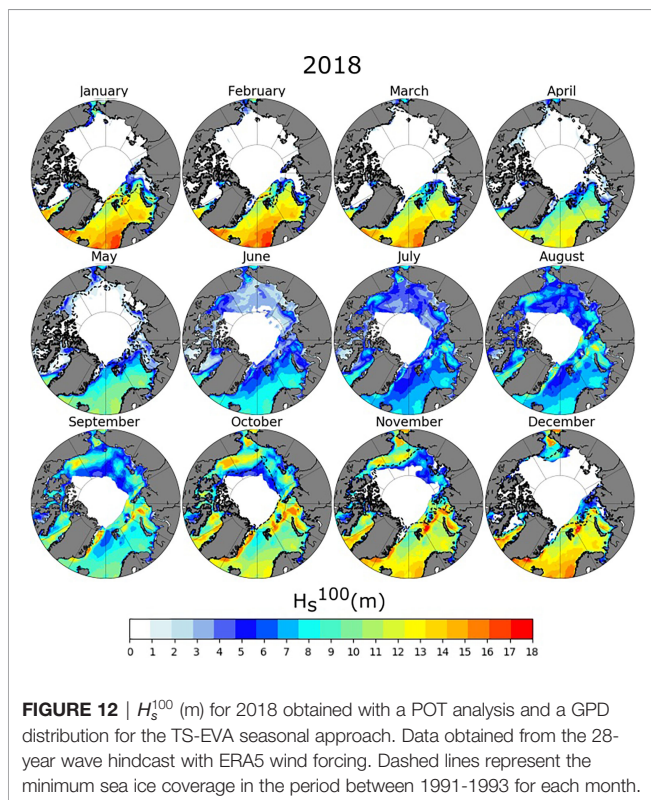 2018
January February March April
May June July August
September October November December
Hs¹⁰⁰(m)
0 1 2 3 4 5 6 7 8 9 10 11 12 13 14 15 16 17 18
FIGURE 12 | Hs¹⁰⁰ (m) for 2018 obtained with a POT analysis and a GPD
distribution for the TS-EVA seasonal approach. Data obtained from the 28-
year wave hindcast with ERA5 wind forcing. Dashed lines represent the
minimum sea ice coverage in the period between 1991-1993 for each month.